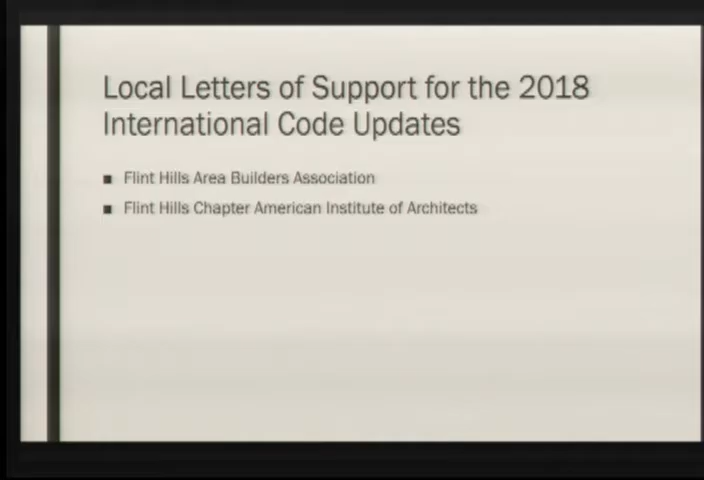 Local Letters of Support for the 2018
International Code Updates
■ Flint Hills Area Builders Association
■ Flint Hills Chapter American Institute of Architects